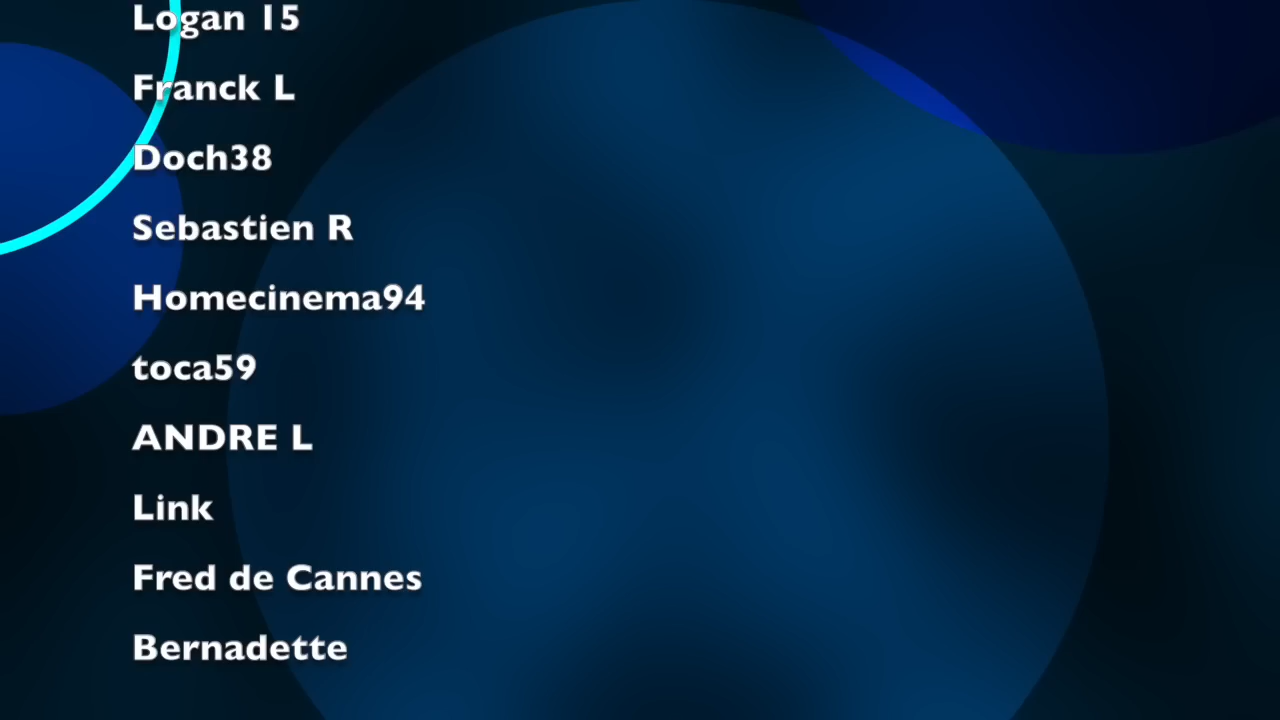 Logan 15
Franck L
Doch38
Sebastien R
Homecinema94
toca59
ANDRE L
Link
Fred de Cannes
Bernadette